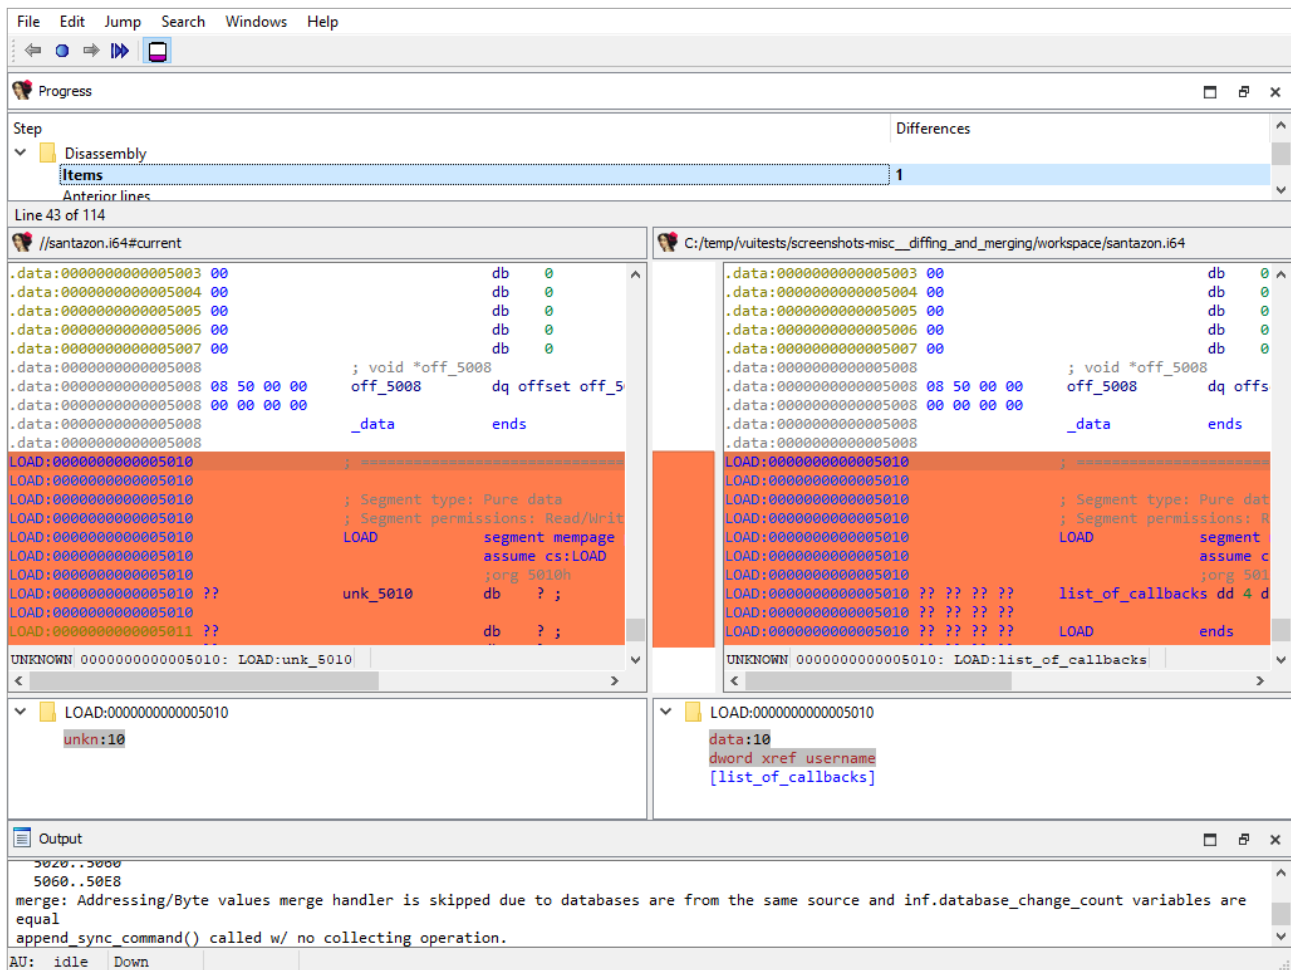 File Edit Jump Search Windows Help
Progress
Step Differences
Disassembly
Items 1
Anterior lines
Line 43 of 114
//santazon.i64#current
.data:0000000000005003 00 db 0
.data:0000000000005004 00 db 0
.data:0000000000005005 00 db 0
.data:0000000000005006 00 db 0
.data:0000000000005007 00 db 0
.data:0000000000005008 ; void *off_5008
.data:0000000000005008 08 50 00 00 off_5008 dq offset off_5
.data:0000000000005008 00 00 00 00
.data:0000000000005008 _data ends
.data:0000000000005008
LOAD:0000000000005010 ; ================================
LOAD:0000000000005010
LOAD:0000000000005010 ; Segment type: Pure data
LOAD:0000000000005010 ; Segment permissions: Read/Writ
LOAD:0000000000005010 LOAD segment mempage
LOAD:0000000000005010 assume cs:LOAD
LOAD:0000000000005010 ;org 5010h
LOAD:0000000000005010 ?? unk_5010 db ? ;
LOAD:0000000000005010
LOAD:0000000000005011 ?? db ? ;
UNKNOWN 0000000000005010: LOAD:unk_5010
C:/temp/vuitests/screenshots-misc__diffing_and_merging/workspace/santazon.i64
.data:0000000000005003 00 db 0
.data:0000000000005004 00 db 0
.data:0000000000005005 00 db 0
.data:0000000000005006 00 db 0
.data:0000000000005007 00 db 0
.data:0000000000005008 ; void *off_5008
.data:0000000000005008 08 50 00 00 off_5008 dq offs
.data:0000000000005008 00 00 00 00
.data:0000000000005008 _data ends
.data:0000000000005008
LOAD:0000000000005010 ; ======================
LOAD:0000000000005010
LOAD:0000000000005010 ; Segment type: Pure dat
LOAD:0000000000005010 ; Segment permissions: R
LOAD:0000000000005010 LOAD segment
LOAD:0000000000005010 assume c
LOAD:0000000000005010 ;org 501
LOAD:0000000000005010 ?? ?? ?? ?? list_of_callbacks dd 4 d
LOAD:0000000000005010 ?? ?? ?? ??
LOAD:0000000000005010 ?? ?? ?? ?? LOAD ends
UNKNOWN 0000000000005010: LOAD:list_of_callbacks
LOAD:0000000000005010
unkn:10
LOAD:0000000000005010
data:10
dword xref username
[list_of_callbacks]
Output
5020..5060
5060..50E8
merge: Addressing/Byte values merge handler is skipped due to databases are from the same source and inf.database_change_count variables are
equal
append_sync_command() called w/ no collecting operation.
AU: idle Down